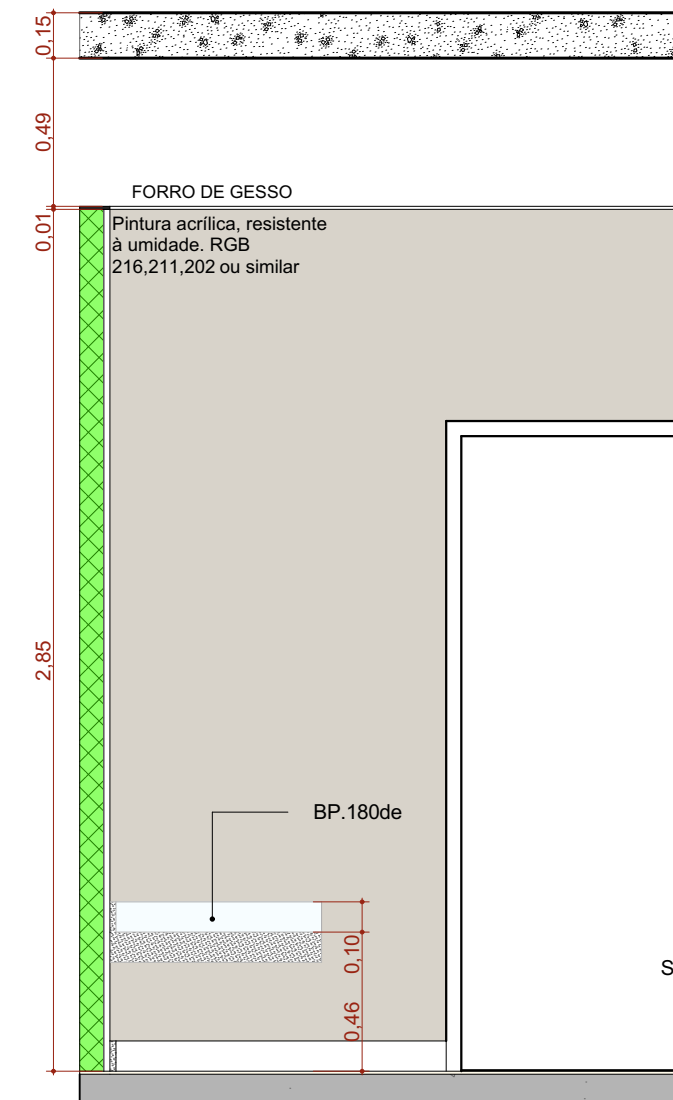 0,15
0,49
FORRO DE GESSO
0,01
Pintura acrílica, resistente
à umidade. RGB
216,211,202 ou similar
2,85
BP.180de
0,10
S
0,46